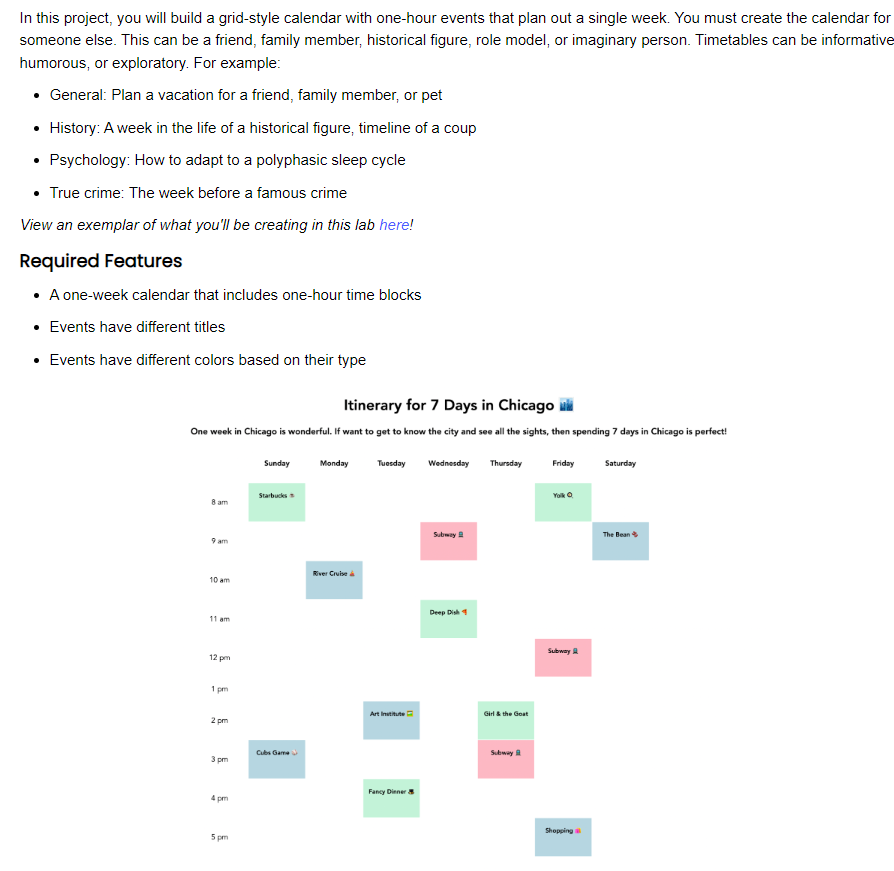 In this project, you will build a grid-style calendar with one-hour events that plan out a single week. You must create the calendar for
someone else. This can be a friend, family member, historical figure, role model, or imaginary person. Timetables can be informative
humorous, or exploratory. For example:
• General: Plan a vacation for a friend, family member, or pet
• History: A week in the life of a historical figure, timeline of a coup
• Psychology: How to adapt to a polyphasic sleep cycle
• True crime: The week before a famous crime
View an exemplar of what you'll be creating in this lab here!
Required Features
• A one-week calendar that includes one-hour time blocks
• Events have different titles
• Events have different colors based on their type
Itinerary for 7 Days in Chicago
One week in Chicago is wonderful. If want to get to know the city and see all the sights, then spending 7 days in Chicago is perfect!
Sunday Monday Tuesday Wednesday Thursday Friday Saturday
8 am Starbucks Yolk
9 am Subway The Bean
10 am River Cruise
11 am Deep Dish
12 pm Subway
1 pm
2 pm Art Institute Girl & the Goat
3 pm Cubs Game Subway
4 pm Fancy Dinner
5 pm Shopping